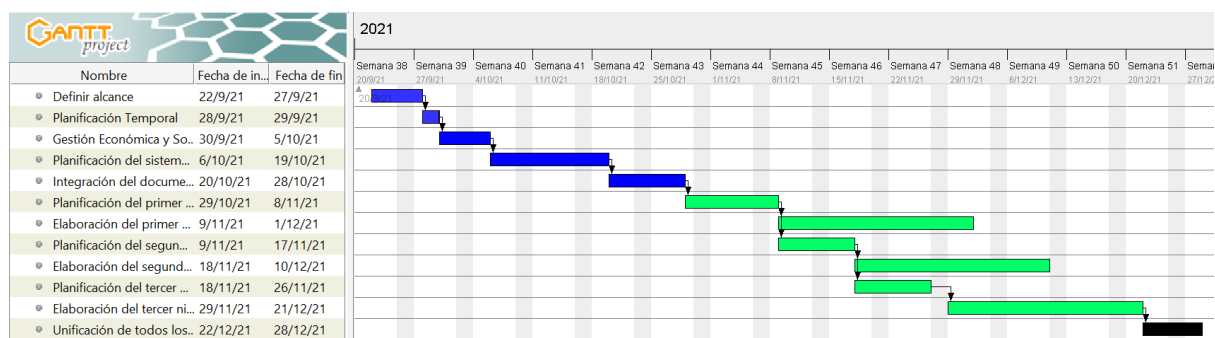 GANTT
project
2021
Semana 38 Semana 39 Semana 40 Semana 41 Semana 42 Semana 43 Semana 44 Semana 45 Semana 46 Semana 47 Semana 48 Semana 49 Semana 50 Semana 51 Seman
20/9/21 27/9/21 4/10/21 11/10/21 18/10/21 25/10/21 1/11/21 8/11/21 15/11/21 22/11/21 29/11/21 6/12/21 13/12/21 20/12/21 27/12/2
Nombre Fecha de in... Fecha de fin
Definir alcance 22/9/21 27/9/21
Planificación Temporal 28/9/21 29/9/21
Gestión Económica y So.. 30/9/21 5/10/21
Planificación del sistem... 6/10/21 19/10/21
Integración del docume... 20/10/21 28/10/21
Planificación del primer ... 29/10/21 8/11/21
Elaboración del primer ... 9/11/21 1/12/21
Planificación del segun... 9/11/21 17/11/21
Elaboración del segund... 18/11/21 10/12/21
Planificación del tercer ... 18/11/21 26/11/21
Elaboración del tercer ni... 29/11/21 21/12/21
Unificación de todos los.. 22/12/21 28/12/21